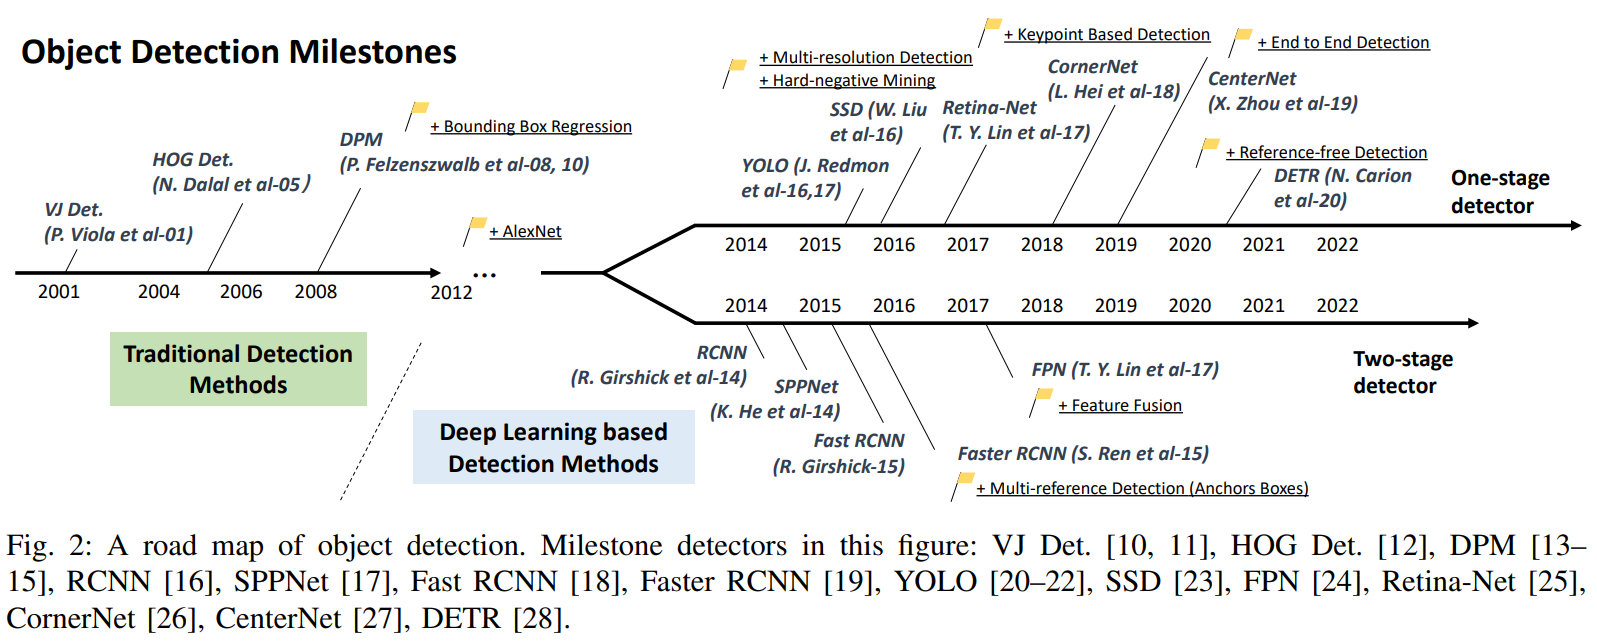 Object Detection Milestones
+ Multi-resolution Detection
+ Hard-negative Mining
+ Keypoint Based Detection
+ End to End Detection
+ Bounding Box Regression
+ AlexNet
+ Reference-free Detection
VJ Det.
(P. Viola et al-01)
HOG Det.
(N. Dalal et al-05)
DPM
(P. Felzenszwalb et al-08, 10)
YOLO (J. Redmon
et al-16,17)
SSD (W. Liu
et al-16)
Retina-Net
(T. Y. Lin et al-17)
CornerNet
(L. Hei et al-18)
CenterNet
(X. Zhou et al-19)
DETR (N. Carion
et al-20)
One-stage
detector
2001 2004 2006 2008 2012 ...
2014 2015 2016 2017 2018 2019 2020 2021 2022
2014 2015 2016 2017 2018 2019 2020 2021 2022
Two-stage
detector
Traditional Detection
Methods
Deep Learning based
Detection Methods
RCNN
(R. Girshick et al-14)
SPPNet
(K. He et al-14)
Fast RCNN
(R. Girshick-15)
FPN (T. Y. Lin et al-17)
+ Feature Fusion
Faster RCNN (S. Ren et al-15)
+ Multi-reference Detection (Anchors Boxes)
Fig. 2: A road map of object detection. Milestone detectors in this figure: VJ Det. [10, 11], HOG Det. [12], DPM [13–
15], RCNN [16], SPPNet [17], Fast RCNN [18], Faster RCNN [19], YOLO [20–22], SSD [23], FPN [24], Retina-Net [25],
CornerNet [26], CenterNet [27], DETR [28].